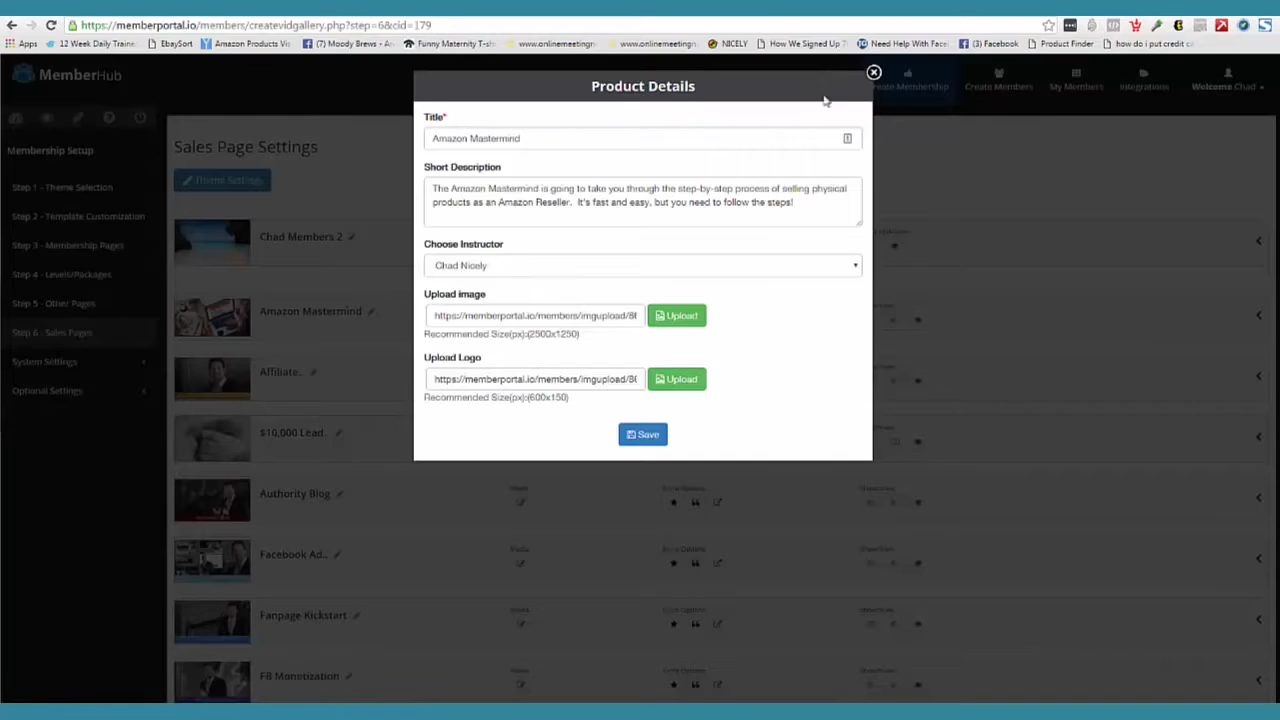 https://memberportal.io/members/createvidgallery.php?step=6&cid=179
Apps
12 Week Daily Traine
EbaySort
Amazon Products Vi
(7) Moody Brews - An
Funny Maternity T-sh
www.onlinemeetingn
www.onlinemeetingn
NICELY
How We Signed Up 7
Need Help With Face
(3) Facebook
Product Finder
how do i put credit c
MemberHub
Create Membership
Create Members
My Members
Integrations
Welcome Chad
Membership Setup
Step 1 - Theme Selection
Step 2 - Template Customization
Step 3 - Membership Pages
Step 4 - Levels/Packages
Step 5 - Other Pages
Step 6 - Sales Pages
System Settings
Optional Settings
Sales Page Settings
Theme Settings
Chad Members 2
Amazon Mastermind
Affiliate..
$10,000 Lead..
Authority Blog
Facebook Ad..
Fanpage Kickstart
FB Monetization
Product Details
Title*
Amazon Mastermind
Short Description
The Amazon Mastermind is going to take you through the step-by-step process of selling physical
products as an Amazon Reseller. It's fast and easy, but you need to follow the steps!
Choose Instructor
Chad Nicely
Upload image
https://memberportal.io/members/imgupload/8
Upload
Recommended Size(px):(2500x1250)
Upload Logo
https://memberportal.io/members/imgupload/8
Upload
Recommended Size(px):(600x150)
Save